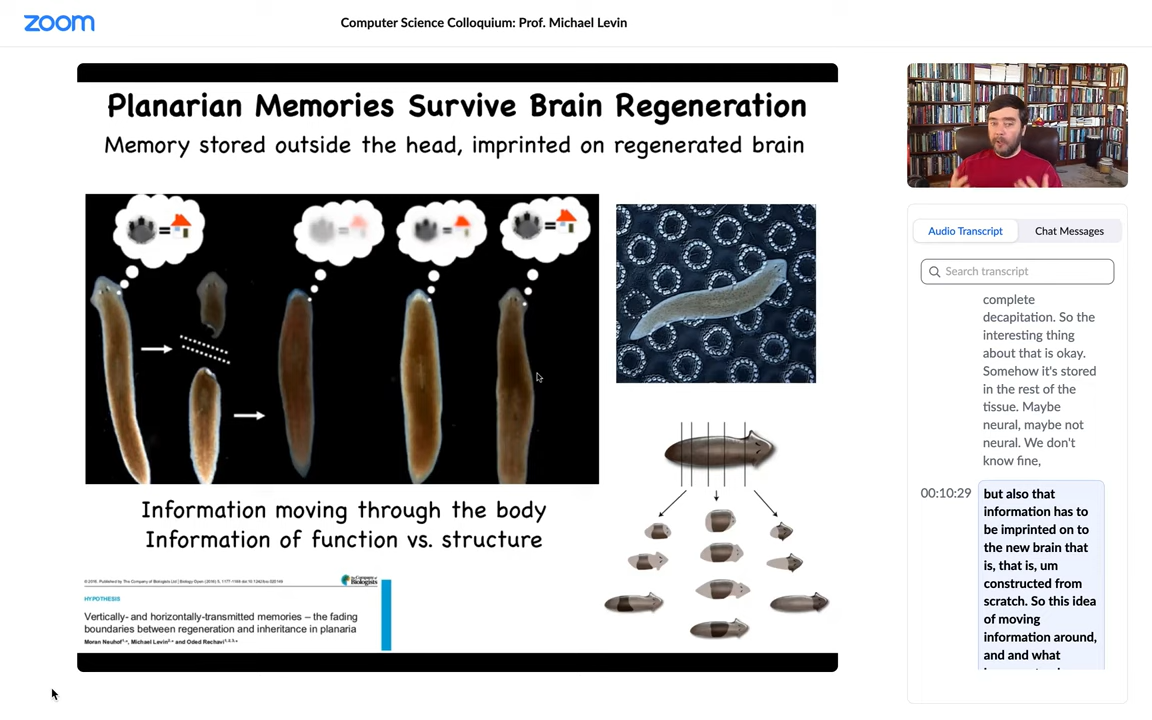 zoom
Computer Science Colloquium: Prof. Michael Levin
Planarian Memories Survive Brain Regeneration
Memory stored outside the head, imprinted on regenerated brain
=
=
=
=
Information moving through the body
Information of function vs. structure
The Company of
Biologists
HYPOTHESIS
Vertically- and horizontally-transmitted memories – the fading
boundaries between regeneration and inheritance in planaria
Moran Neuhof, Michael Levin and Oded Rechavi
Audio Transcript
Chat Messages
Search transcript
complete
decapitation. So the
interesting thing
about that is okay.
Somehow it's stored
in the rest of the
tissue. Maybe
neural, maybe not
neural. We don't
know fine,
00:10:29
but also that
information has to
be imprinted on to
the new brain that
is, that is, um
constructed from
scratch. So this idea
of moving
information around,
and and what